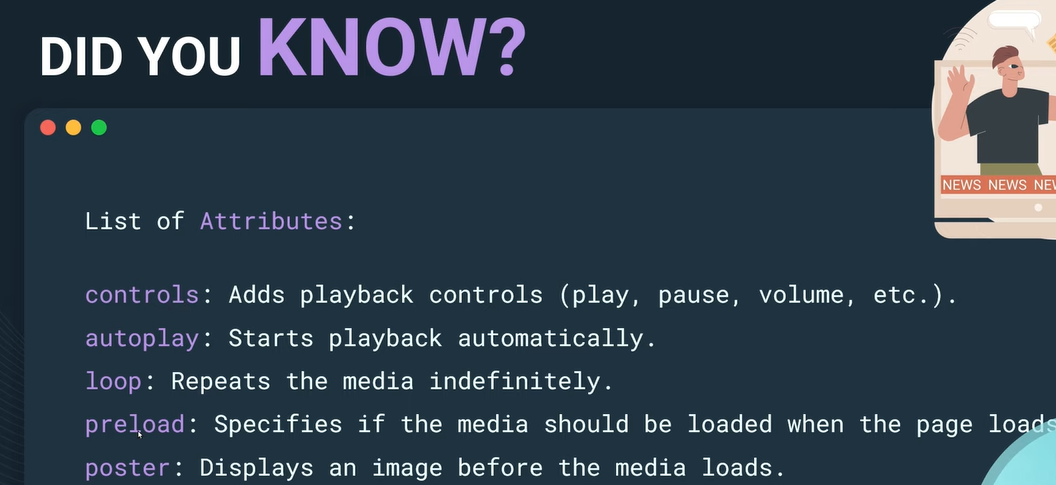 DID YOU KNOW?
NEWS NEWS NEW
List of Attributes:
controls: Adds playback controls (play, pause, volume, etc.).
autoplay: Starts playback automatically.
loop: Repeats the media indefinitely.
preload: Specifies if the media should be loaded when the page loads
poster: Displays an image before the media loads.